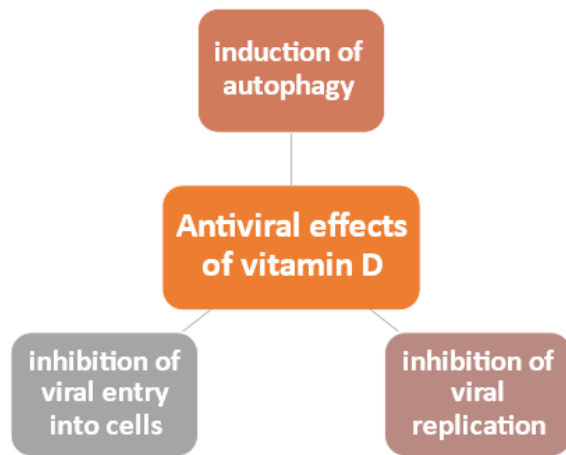 induction of
autophagy
Antiviral effects
of vitamin D
inhibition of
viral entry
into cells
inhibition of
viral
replication